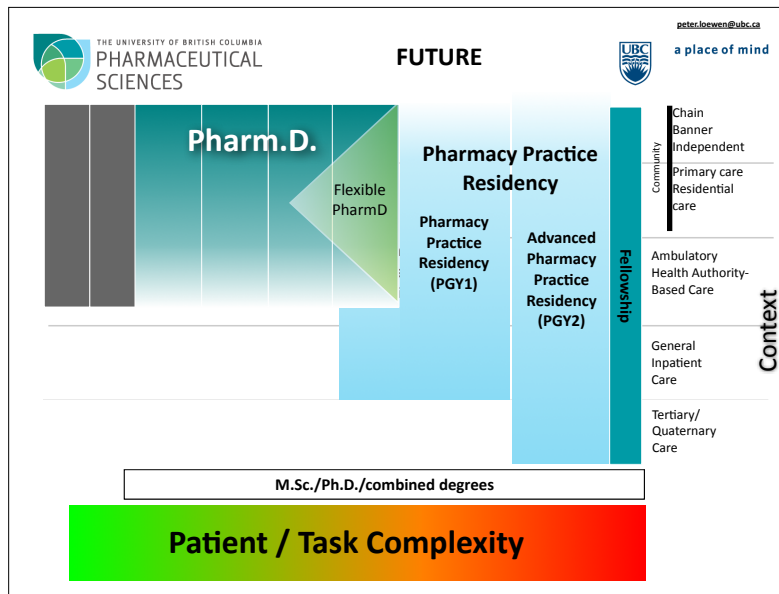 peter.loewen@ubc.ca
THE UNIVERSITY OF BRITISH COLUMBIA
PHARMACEUTICAL
SCIENCES
FUTURE
UBC
a place of mind
Pharm.D.
Flexible
PharmD
Pharmacy Practice
Residency
Pharmacy
Practice
Residency
(PGY1)
Advanced
Pharmacy
Practice
Residency
(PGY2)
Fellowship
Community
Chain
Banner
Independent
Primary care
Residential
care
Ambulatory
Health Authority-
Based Care
General
Inpatient
Care
Tertiary/
Quaternary
Care
Context
M.Sc./Ph.D./combined degrees
Patient / Task Complexity